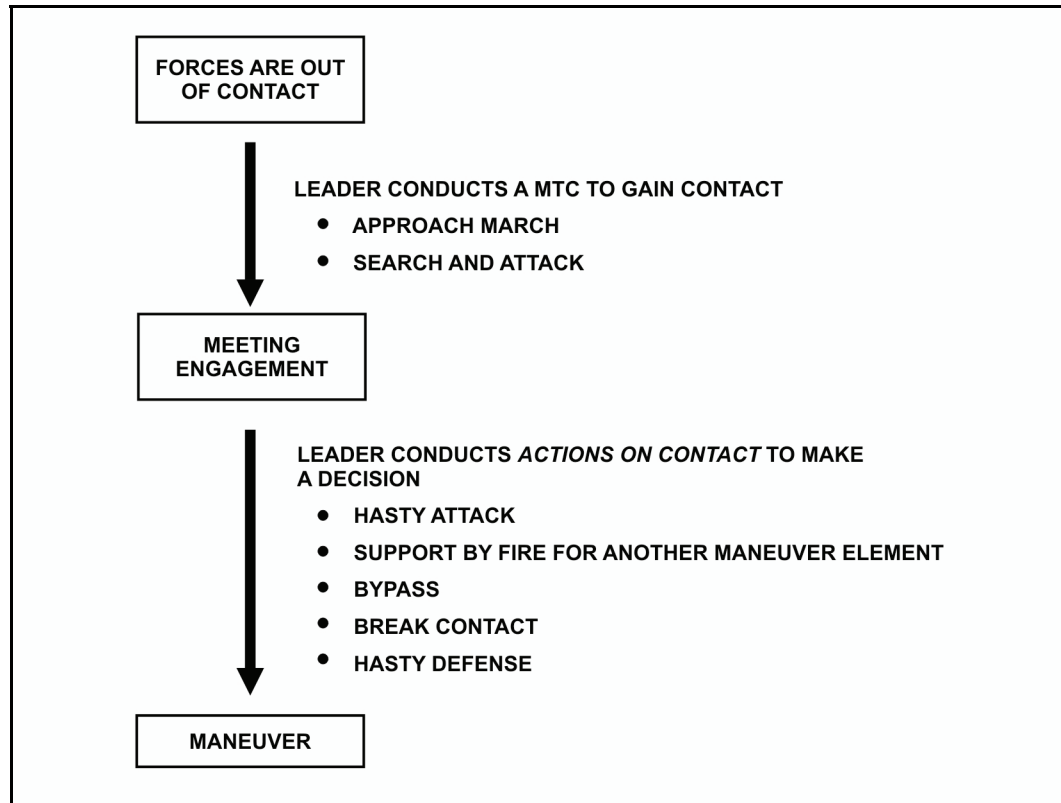 FORCES ARE OUT
OF CONTACT
LEADER CONDUCTS A MTC TO GAIN CONTACT
• APPROACH MARCH
• SEARCH AND ATTACK
MEETING
ENGAGEMENT
LEADER CONDUCTS ACTIONS ON CONTACT TO MAKE
A DECISION
• HASTY ATTACK
• SUPPORT BY FIRE FOR ANOTHER MANEUVER ELEMENT
• BYPASS
• BREAK CONTACT
• HASTY DEFENSE
MANEUVER